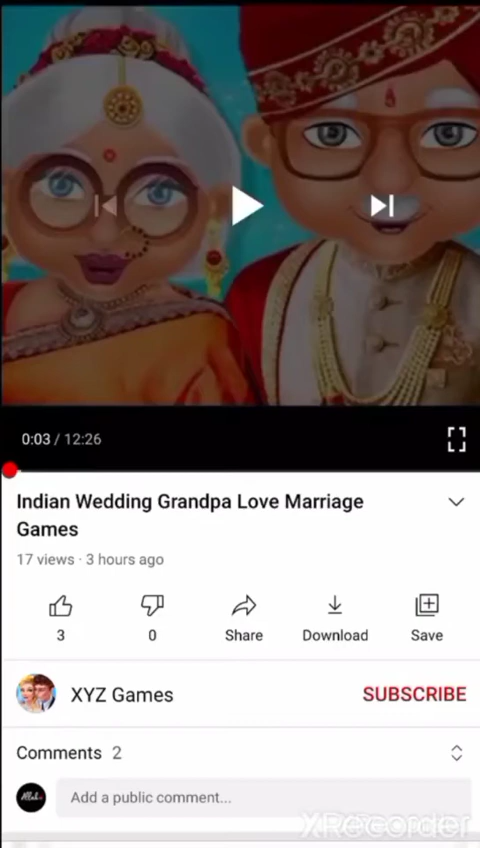 0:03 / 12:26
Indian Wedding Grandpa Love Marriage
Games
17 views · 3 hours ago
3
0
Share
Download
Save
XYZ Games
SUBSCRIBE
Comments 2
Allah
Add a public comment...
XRecorder